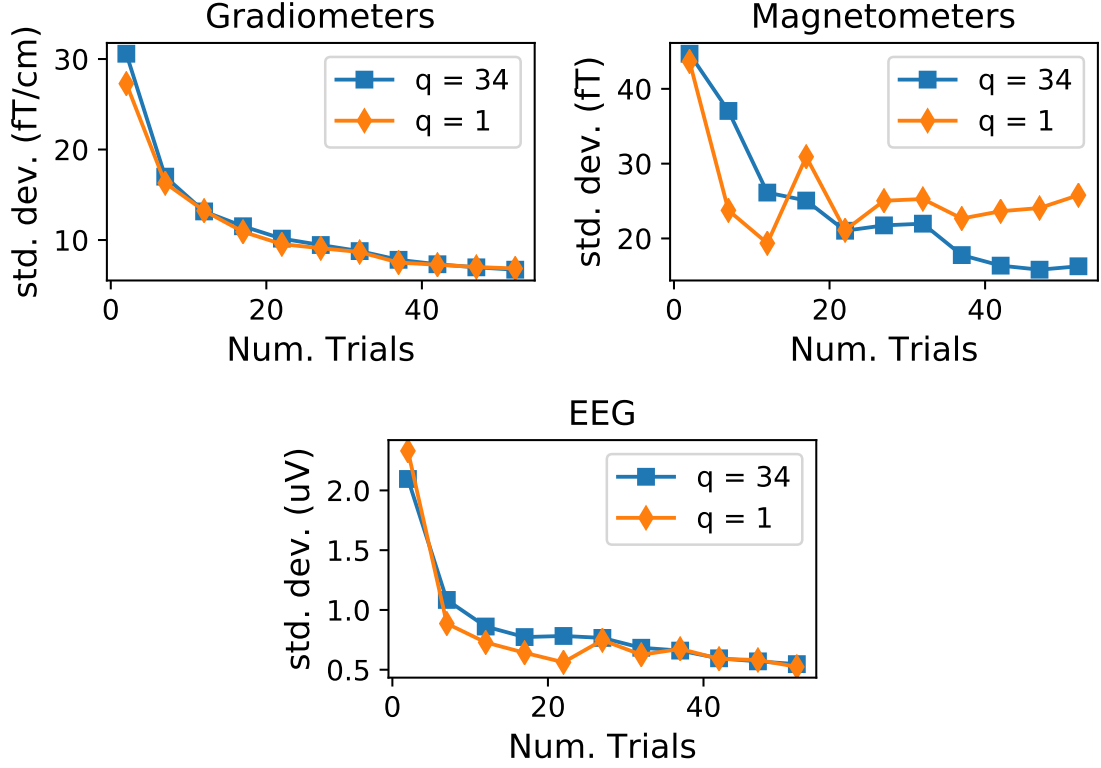 Gradiometers
std. dev. (fT/cm)
30
20
10
q = 34
q = 1
0
20
40
Num. Trials
Magnetometers
std. dev. (fT)
40
30
20
q = 34
q = 1
0
20
40
Num. Trials
EEG
std. dev. (uV)
2.0
1.5
1.0
0.5
q = 34
q = 1
0
20
40
Num. Trials